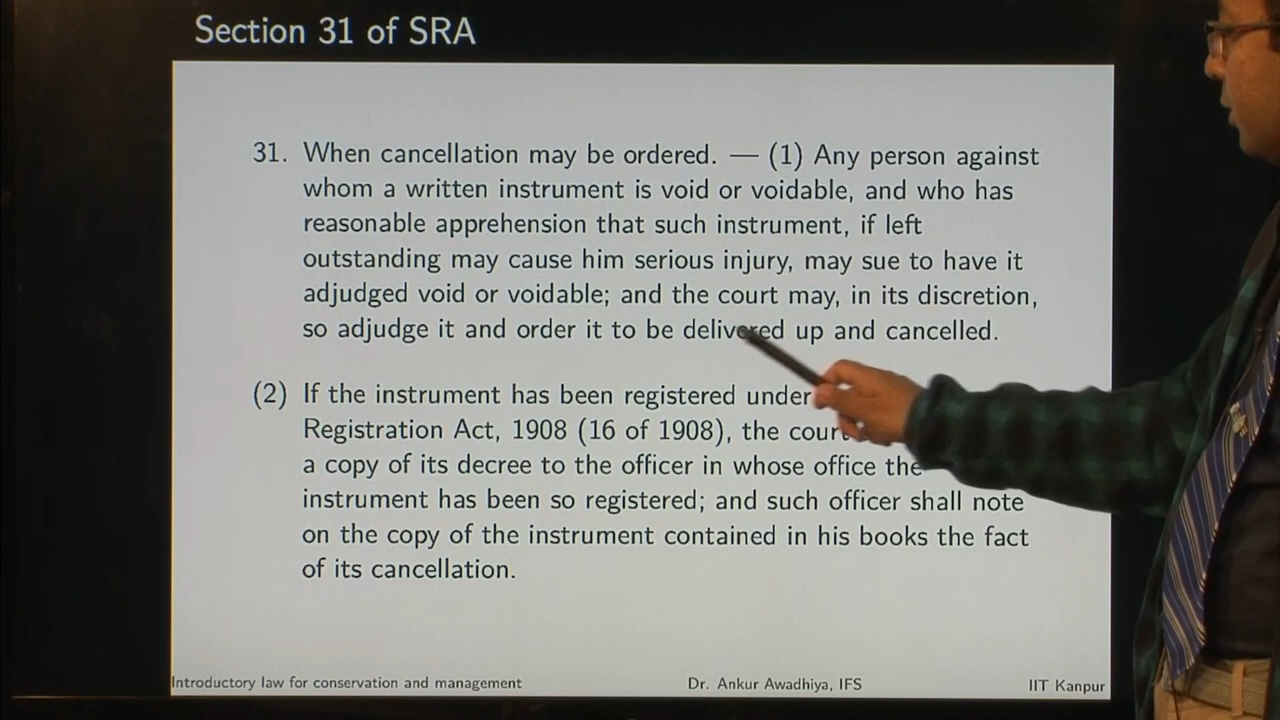 Section 31 of SRA
31. When cancellation may be ordered. — (1) Any person against
whom a written instrument is void or voidable, and who has
reasonable apprehension that such instrument, if left
outstanding may cause him serious injury, may sue to have it
adjudged void or voidable; and the court may, in its discretion,
so adjudge it and order it to be delivered up and cancelled.
(2) If the instrument has been registered under
Registration Act, 1908 (16 of 1908), the court
a copy of its decree to the officer in whose office the
instrument has been so registered; and such officer shall note
on the copy of the instrument contained in his books the fact
of its cancellation.
Introductory law for conservation and management Dr. Ankur Awadhiya, IFS IIT Kanpur